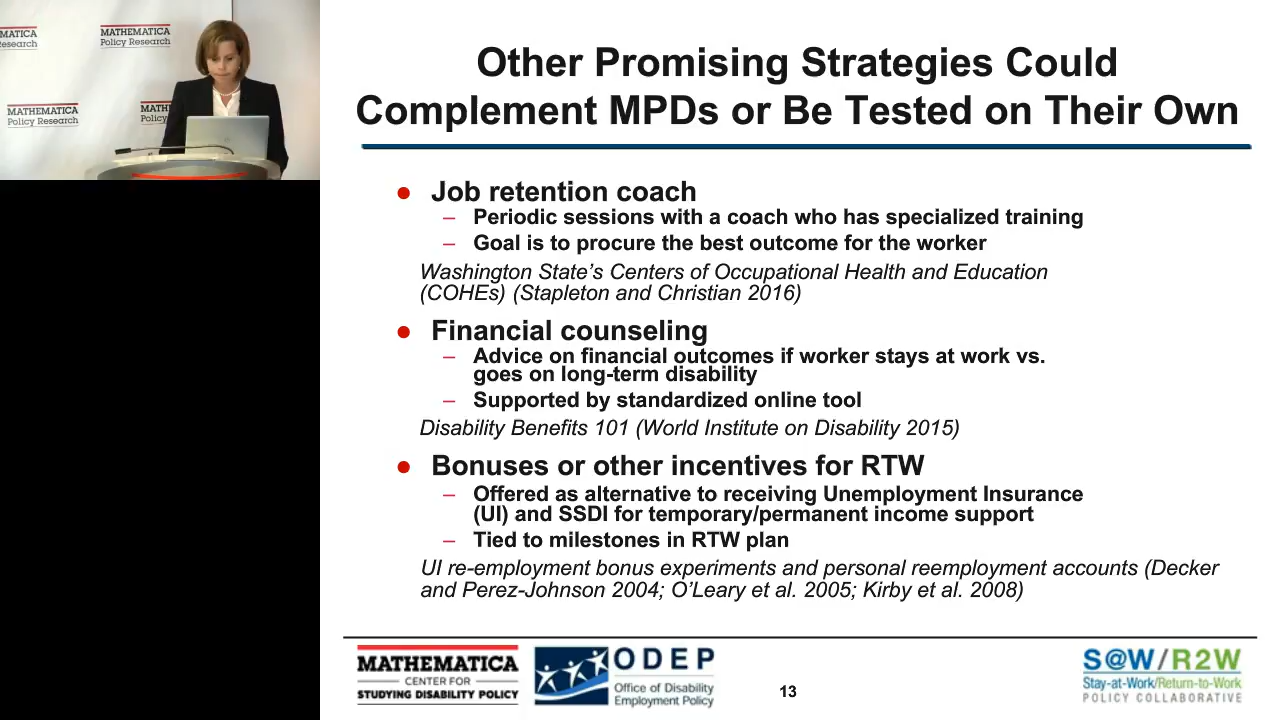 MATHEMATICA
Research
MATHEMATICA
Policy Research
MATHEMATICA
Policy Research
Other Promising Strategies Could
Complement MPDs or Be Tested on Their Own
● Job retention coach
– Periodic sessions with a coach who has specialized training
– Goal is to procure the best outcome for the worker
Washington State’s Centers of Occupational Health and Education
(COHEs) (Stapleton and Christian 2016)
● Financial counseling
– Advice on financial outcomes if worker stays at work vs.
goes on long-term disability
– Supported by standardized online tool
Disability Benefits 101 (World Institute on Disability 2015)
● Bonuses or other incentives for RTW
– Offered as alternative to receiving Unemployment Insurance
(UI) and SSDI for temporary/permanent income support
– Tied to milestones in RTW plan
UI re-employment bonus experiments and personal reemployment accounts (Decker
and Perez-Johnson 2004; O’Leary et al. 2005; Kirby et al. 2008)
MATHEMATICA
CENTER FOR
STUDYING DISABILITY POLICY
ODEP
Office of Disability
Employment Policy
13
S@W/R2W
Stay-at-Work/Return-to-Work
POLICY COLLABORATIVE